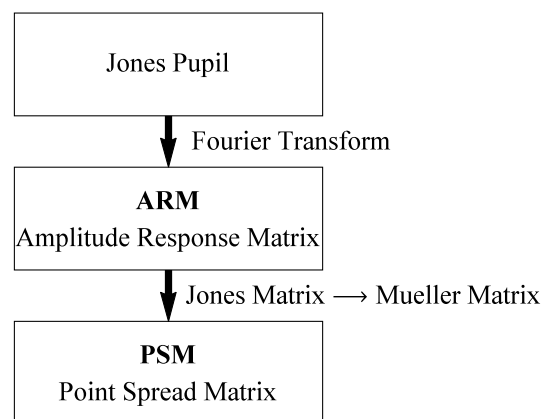 Jones Pupil
Fourier Transform
ARM
Amplitude Response Matrix
Jones Matrix ⟶ Mueller Matrix
PSM
Point Spread Matrix